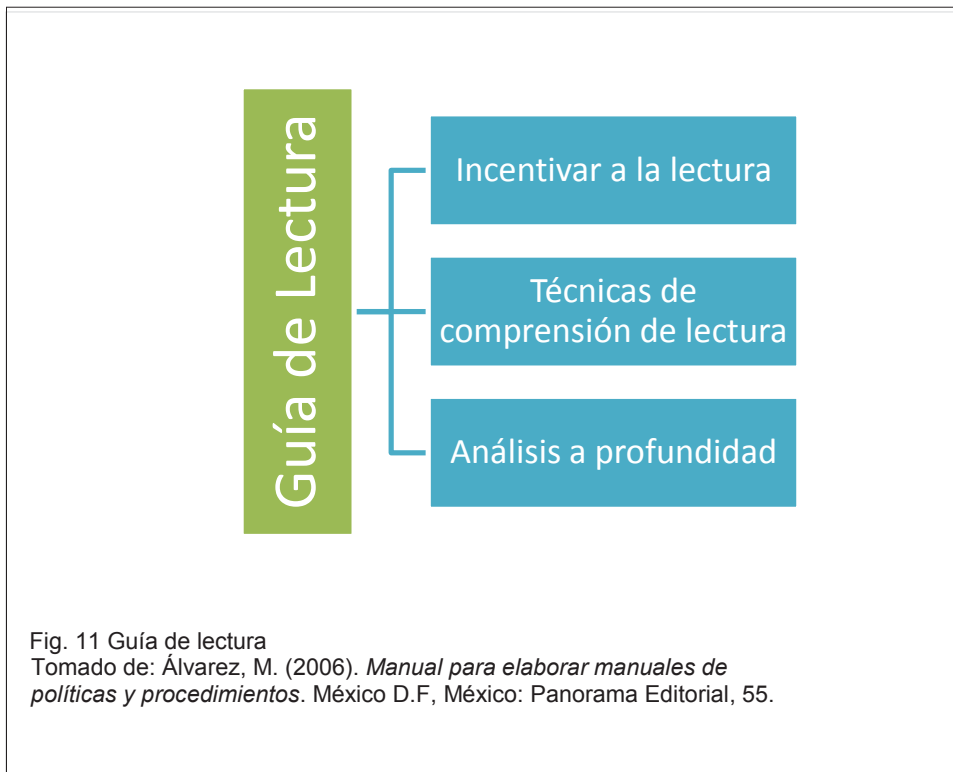 Guía de Lectura
Incentivar a la lectura
Técnicas de
comprensión de lectura
Análisis a profundidad
Fig. 11 Guía de lectura
Tomado de: Álvarez, M. (2006). Manual para elaborar manuales de
políticas y procedimientos. México D.F, México: Panorama Editorial, 55.